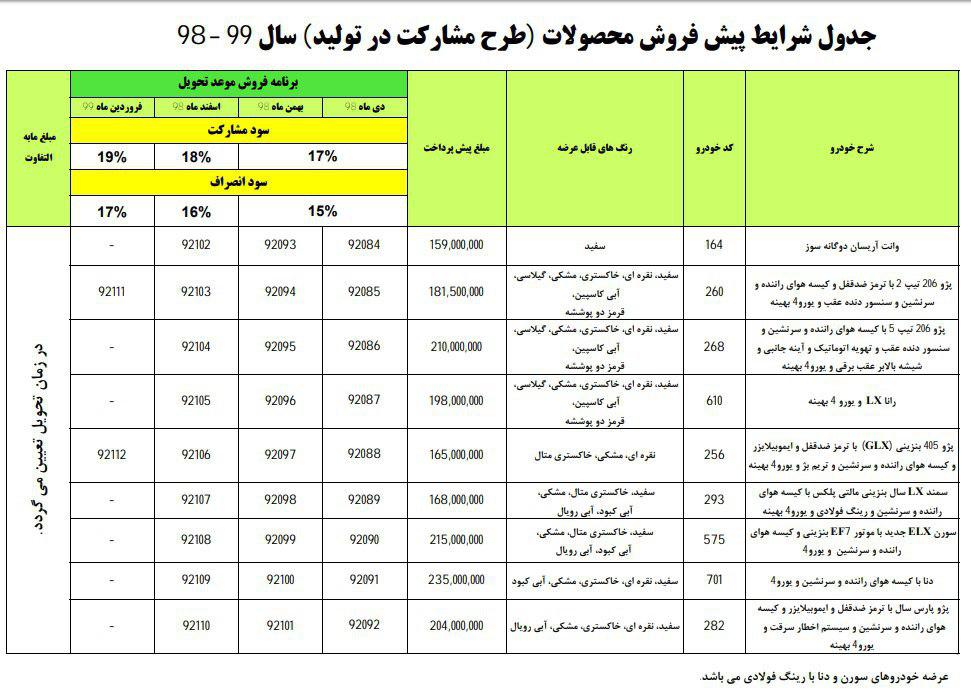 جدول شرایط پیش فروش محصولات (طرح مشارکت در تولید) سال 99 - 98
شرح خودرو
کد خودرو
رنگ های قابل عرضه
مبلغ پیش پرداخت
برنامه فروش موعد تحویل
دی ماه 98
بهمن ماه 98
اسفند ماه 98
فروردین ماه 99
سود مشارکت
17%
18%
19%
سود انصراف
15%
16%
17%
مبلغ مابه
التفاوت
وانت آریسان دوگانه سوز
164
سفید
159,000,000
92084
92093
92102
-
پژو 206 تیپ 2 با ترمز ضدقفل و کیسه هوای راننده و
سرنشین و سنسور دنده عقب و یورو4 بهینه
260
سفید، نقره ای، خاکستری، مشکی، گیلاسی،
آبی کاسپین،
قرمز دو پوششه
181,500,000
92085
92094
92103
92111
پژو 206 تیپ 5 با کیسه هوای راننده و سرنشین و
سنسور دنده عقب و تهویه اتوماتیک و آینه جانبی و
شیشه بالابر عقب برقی و یورو4 بهینه
268
سفید، نقره ای، خاکستری، مشکی، گیلاسی،
آبی کاسپین،
قرمز دو پوششه
210,000,000
92086
92095
92104
-
رانا LX و یورو 4 بهینه
610
سفید، نقره ای، خاکستری، مشکی، گیلاسی،
آبی کاسپین،
قرمز دو پوششه
198,000,000
92087
92096
92105
-
پژو 405 بنزینی (GLX) با ترمز ضدقفل و ایموبیلایزر
و کیسه هوای راننده و سرنشین و تریم بژ و یورو4 بهینه
256
نقره ای، مشکی، خاکستری متال
165,000,000
92088
92097
92106
92112
سمند LX سال بنزینی مالتی پلکس با کیسه هوای
راننده و سرنشین و رینگ فولادی و یورو4 بهینه
293
سفید، خاکستری متال، مشکی،
آبی کبود، آبی رویال
168,000,000
92089
92098
92107
-
سورن ELX جدید با موتور EF7 بنزینی و کیسه هوای
راننده و سرنشین و یورو4
575
سفید، خاکستری متال، مشکی،
آبی کبود، آبی رویال
215,000,000
92090
92099
92108
-
دنا با کیسه هوای راننده و سرنشین و یورو4
701
سفید، نقره ای، خاکستری، مشکی، آبی کبود
235,000,000
92091
92100
92109
-
پژو پارس سال با ترمز ضدقفل و ایموبیلایزر و کیسه
هوای راننده و سرنشین و سیستم اخطار سرقت و
یورو4 بهینه
282
سفید، نقره ای، خاکستری، مشکی، آبی رویال
204,000,000
92092
92101
92110
-
در زمان تحویل تعیین می گردد.
عرضه خودروهای سورن و دنا با رینگ فولادی می باشد.